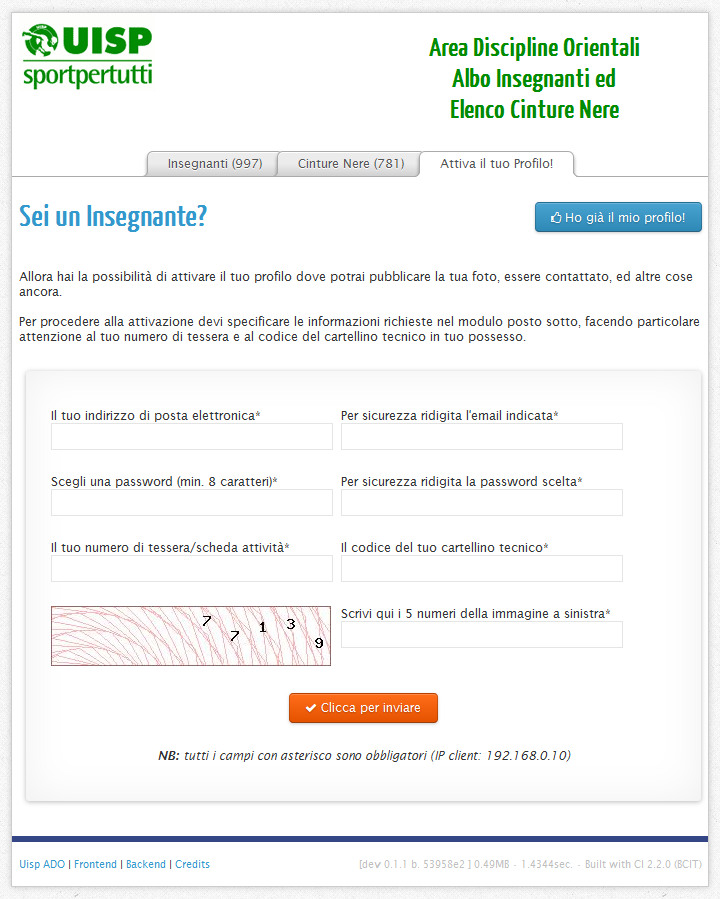 UISP
sportpertutti
Area Discipline Orientali
Albo Insegnanti ed
Elenco Cinture Nere
Insegnanti (997)
Cinture Nere (781)
Attiva il tuo Profilo!
Sei un Insegnante?
Ho già il mio profilo!
Allora hai la possibilità di attivare il tuo profilo dove potrai pubblicare la tua foto, essere contattato, ed altre cose
ancora.
Per procedere alla attivazione devi specificare le informazioni richieste nel modulo posto sotto, facendo particolare
attenzione al tuo numero di tessera e al codice del cartellino tecnico in tuo possesso.
Il tuo indirizzo di posta elettronica*
Per sicurezza ridigita l'email indicata*
Scegli una password (min. 8 caratteri)*
Per sicurezza ridigita la password scelta*
Il tuo numero di tessera/scheda attività*
Il codice del tuo cartellino tecnico*
7 7 1 3 9
Scrivi qui i 5 numeri della immagine a sinistra*
Clicca per inviare
NB: tutti i campi con asterisco sono obbligatori (IP client: 192.168.0.10)
Uisp ADO | Frontend | Backend | Credits
[dev 0.1.1 b. 53958e2 ] 0.49MB - 1.4344sec. - Built with CI 2.2.0 (BCIT)